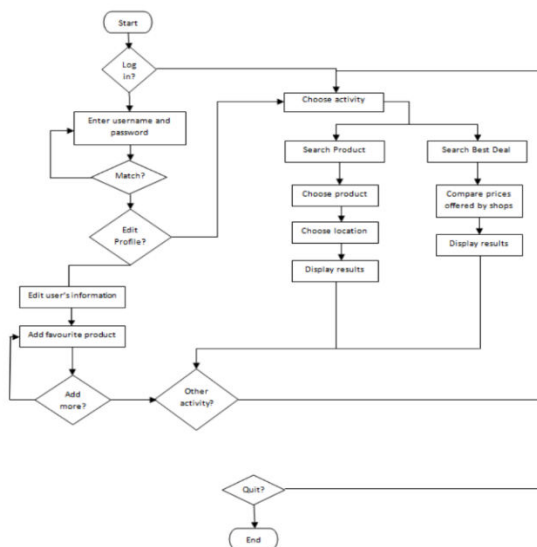 Start
Log
in?
Enter username and
password
Match?
Edit
Profile?
Edit user's information
Add favourite product
Add
more?
Choose activity
Search Product
Choose product
Choose location
Display results
Search Best Deal
Compare prices
offered by shops
Display results
Other
activity?
Quit?
End